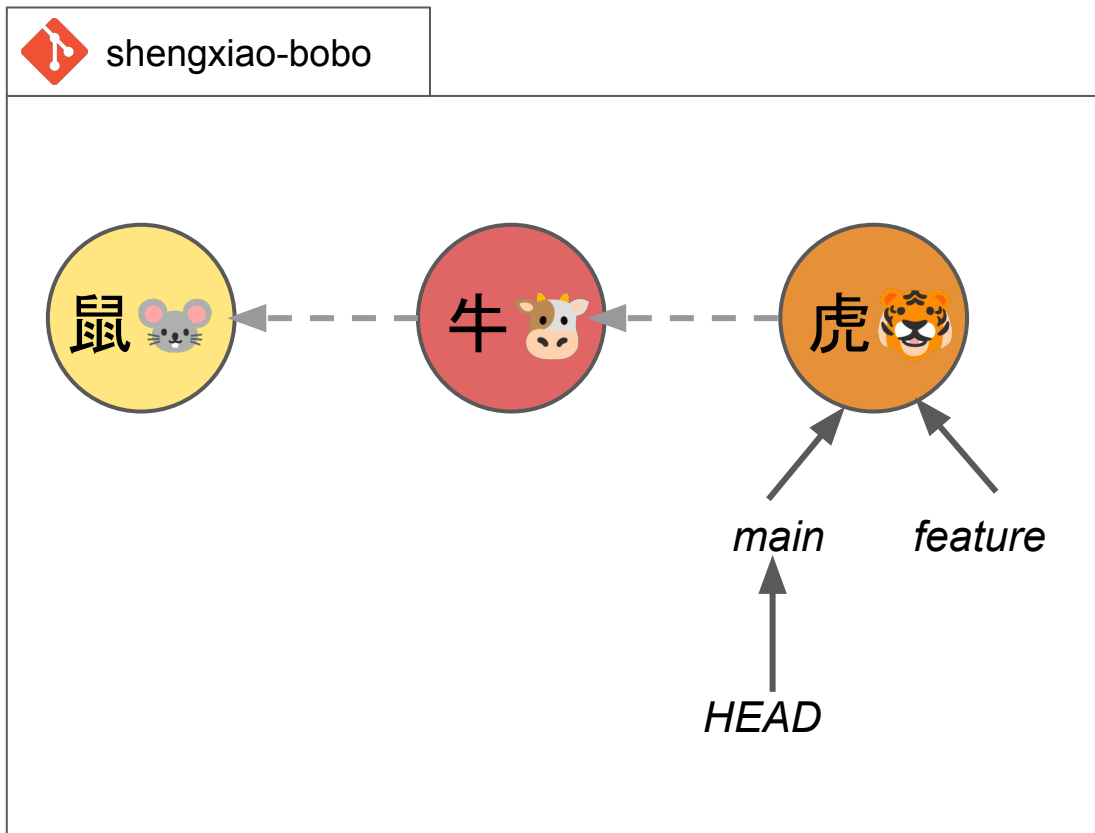 shengxiao-bobo
鼠 牛 虎
main feature
HEAD